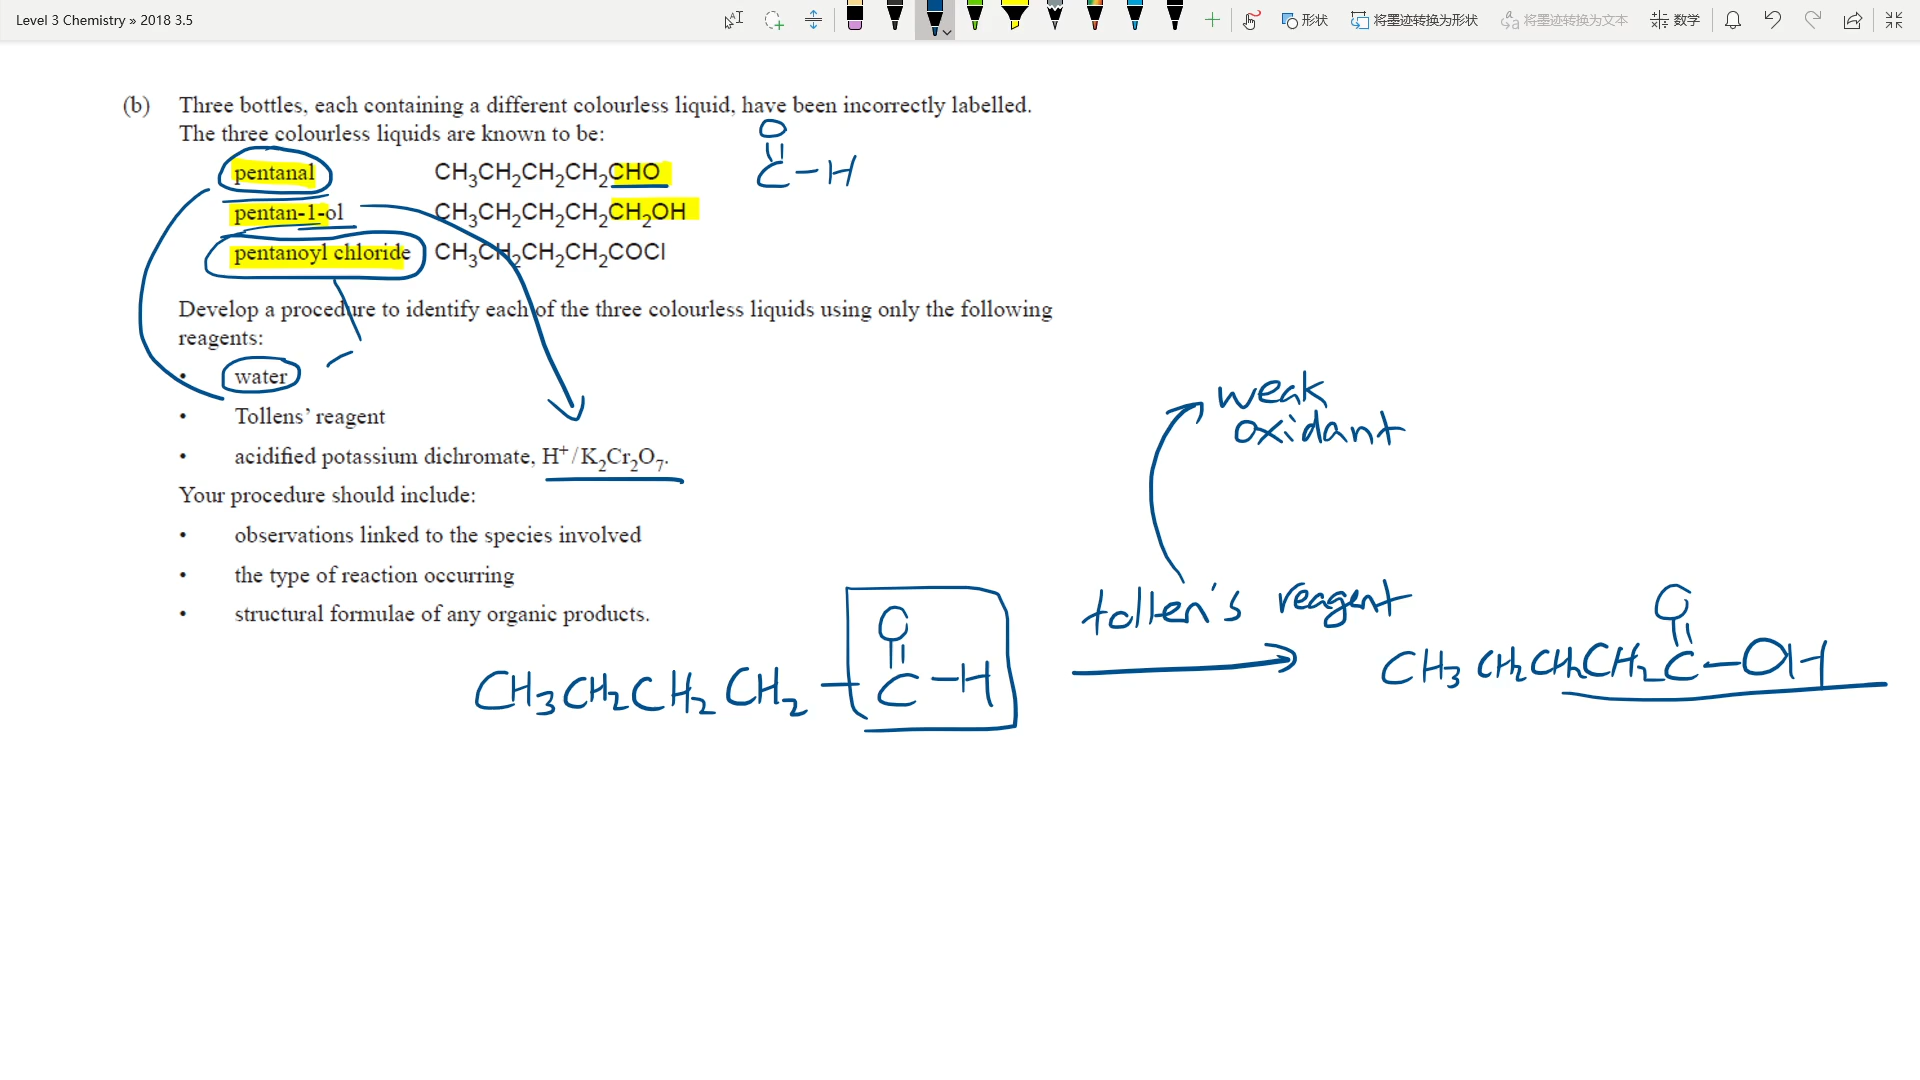 Level 3 Chemistry » 2018 3.5
形状
将墨迹转换为形状
将墨迹转换为文本
数学
(b) Three bottles, each containing a different colourless liquid, have been incorrectly labelled.
The three colourless liquids are known to be:
O
C-H
pentanal CH₃CH₂CH₂CH₂CHO
pentan-1-ol CH₃CH₂CH₂CH₂CH₂OH
pentanoyl chloride CH₃CH₂CH₂CH₂COCl
Develop a procedure to identify each of the three colourless liquids using only the following
reagents:
• water
• Tollens’ reagent
• acidified potassium dichromate, H⁺/K₂Cr₂O₇.
Your procedure should include:
• observations linked to the species involved
• the type of reaction occurring
• structural formulae of any organic products.
weak
oxidant
tollen's reagent
O
CH₃CH₂CH₂CH₂-C-H
O
CH₃CH₂CH₂CH₂C-OH